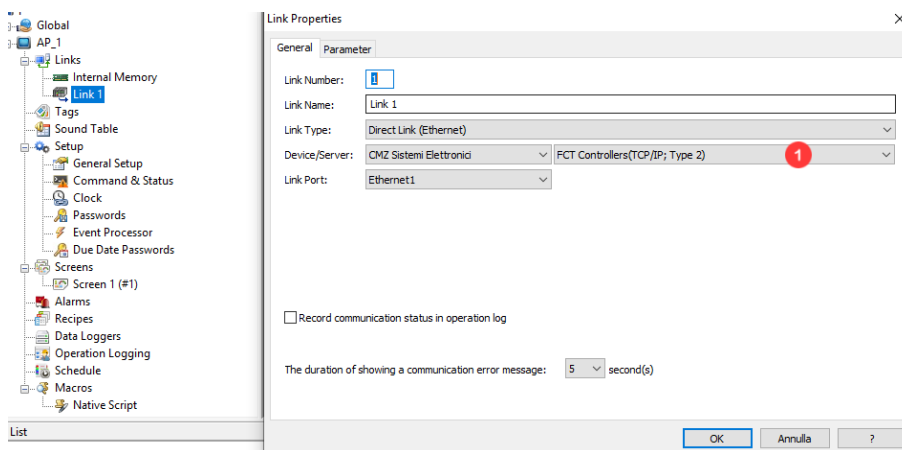 Global
AP_1
Links
Internal Memory
Link 1
Tags
Sound Table
Setup
General Setup
Command & Status
Clock
Passwords
Event Processor
Due Date Passwords
Screens
Screen 1 (#1)
Alarms
Recipes
Data Loggers
Operation Logging
Schedule
Macros
Native Script
List
Link Properties
General Parameter
Link Number: 1
Link Name: Link 1
Link Type: Direct Link (Ethernet)
Device/Server: CMZ Sistemi Elettronici FCT Controllers(TCP/IP; Type 2) 1
Link Port: Ethernet1
Record communication status in operation log
The duration of showing a communication error message: 5 second(s)
OK Annulla ?